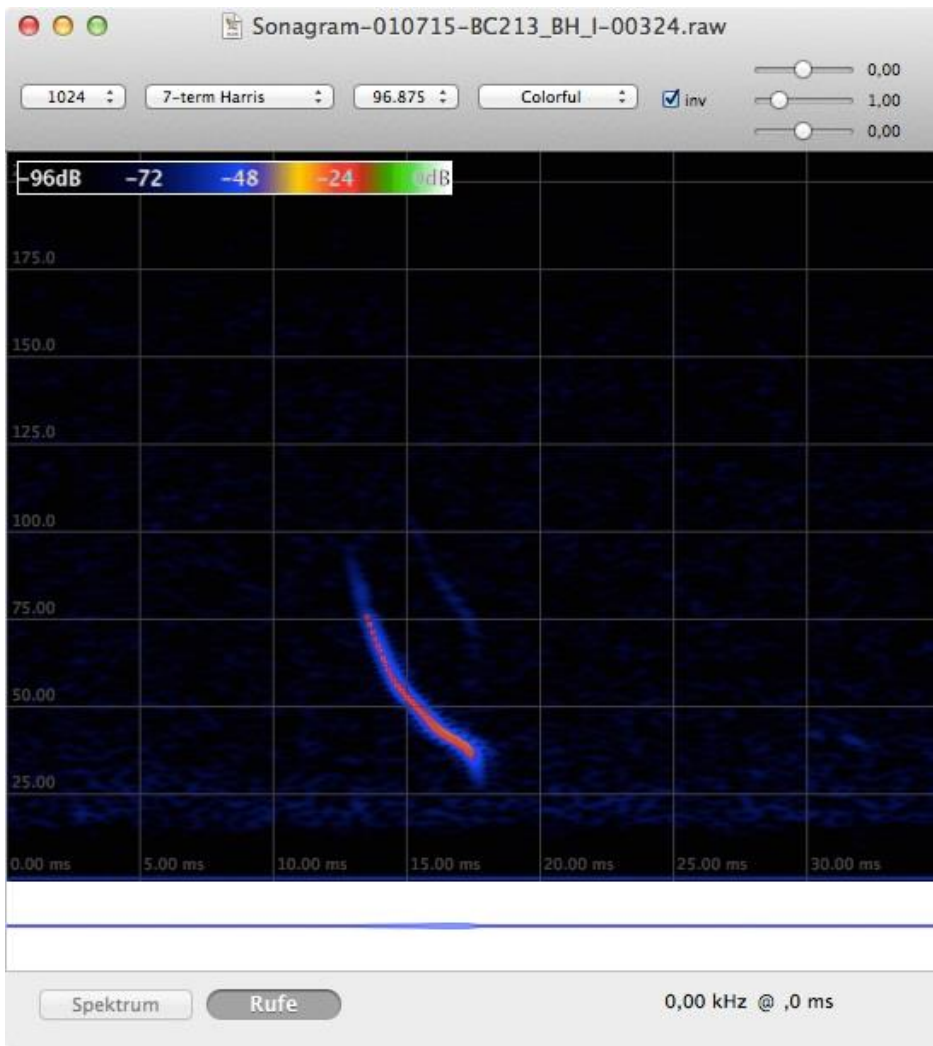 Sonagram-010715-BC213_BH_I-00324.raw
0,00
1024 7-term Harris 96.875 Colorful inv 1,00
0,00
-96dB -72 -48 -24 0dB
175.0
150.0
125.0
100.0
75.00
50.00
25.00
0.00 ms 5.00 ms 10.00 ms 15.00 ms 20.00 ms 25.00 ms 30.00 ms
Spektrum Rufe 0,00 kHz @ ,0 ms